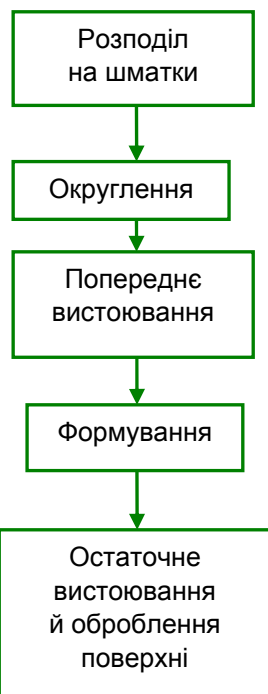 Розподіл
на шматки
Округлення
Попереднє
вистоювання
Формування
Остаточне
вистоювання
й оброблення
поверхні